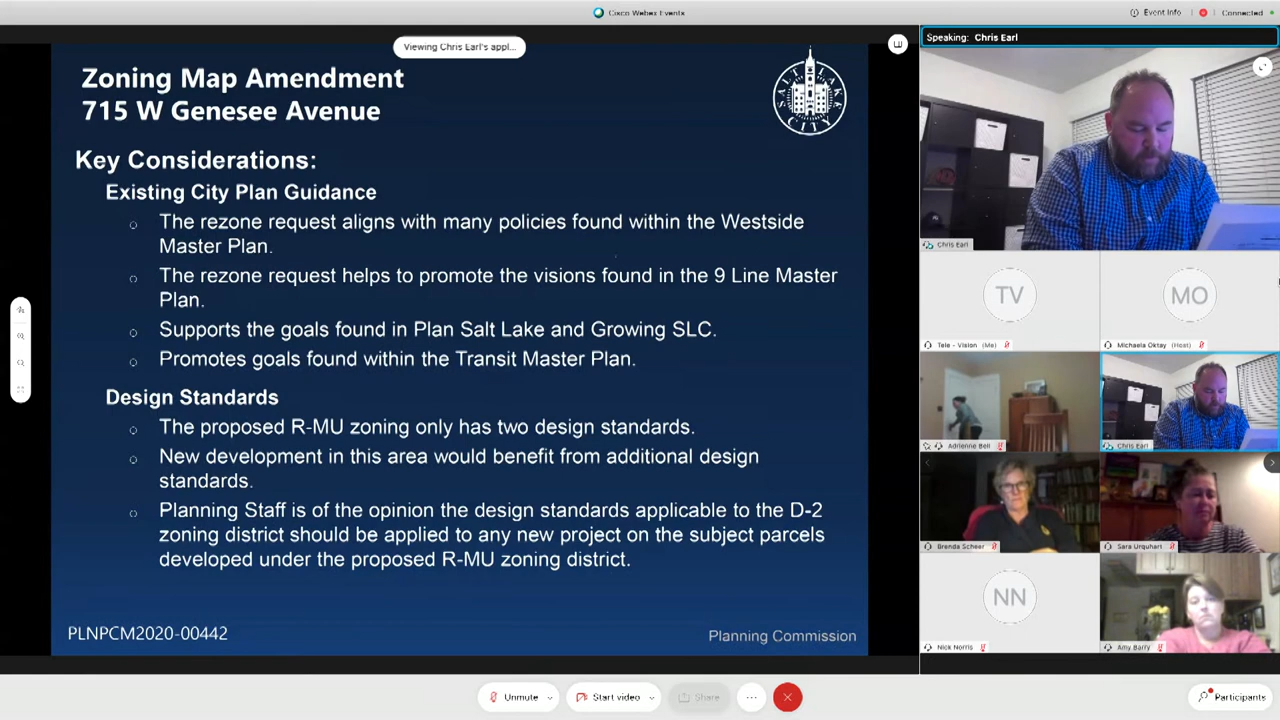 Cisco Webex Events
Event Info
Connected
Viewing Chris Earl's appl...
Zoning Map Amendment
715 W Genesee Avenue
SALT LAKE CITY
Key Considerations:
Existing City Plan Guidance
The rezone request aligns with many policies found within the Westside
Master Plan.
The rezone request helps to promote the visions found in the 9 Line Master
Plan.
Supports the goals found in Plan Salt Lake and Growing SLC.
Promotes goals found within the Transit Master Plan.
Design Standards
The proposed R-MU zoning only has two design standards.
New development in this area would benefit from additional design
standards.
Planning Staff is of the opinion the design standards applicable to the D-2
zoning district should be applied to any new project on the subject parcels
developed under the proposed R-MU zoning district.
PLNPCM2020-00442
Planning Commission
Speaking: Chris Earl
Chris Earl
TV
MO
Tele - Vision (Me)
Michaela Oktay (Host)
Adrienne Bell
Chris Earl
Brenda Scheer
Sara Urquhart
NN
Nick Norris
Amy Barry
Unmute
Start video
Share
Participants